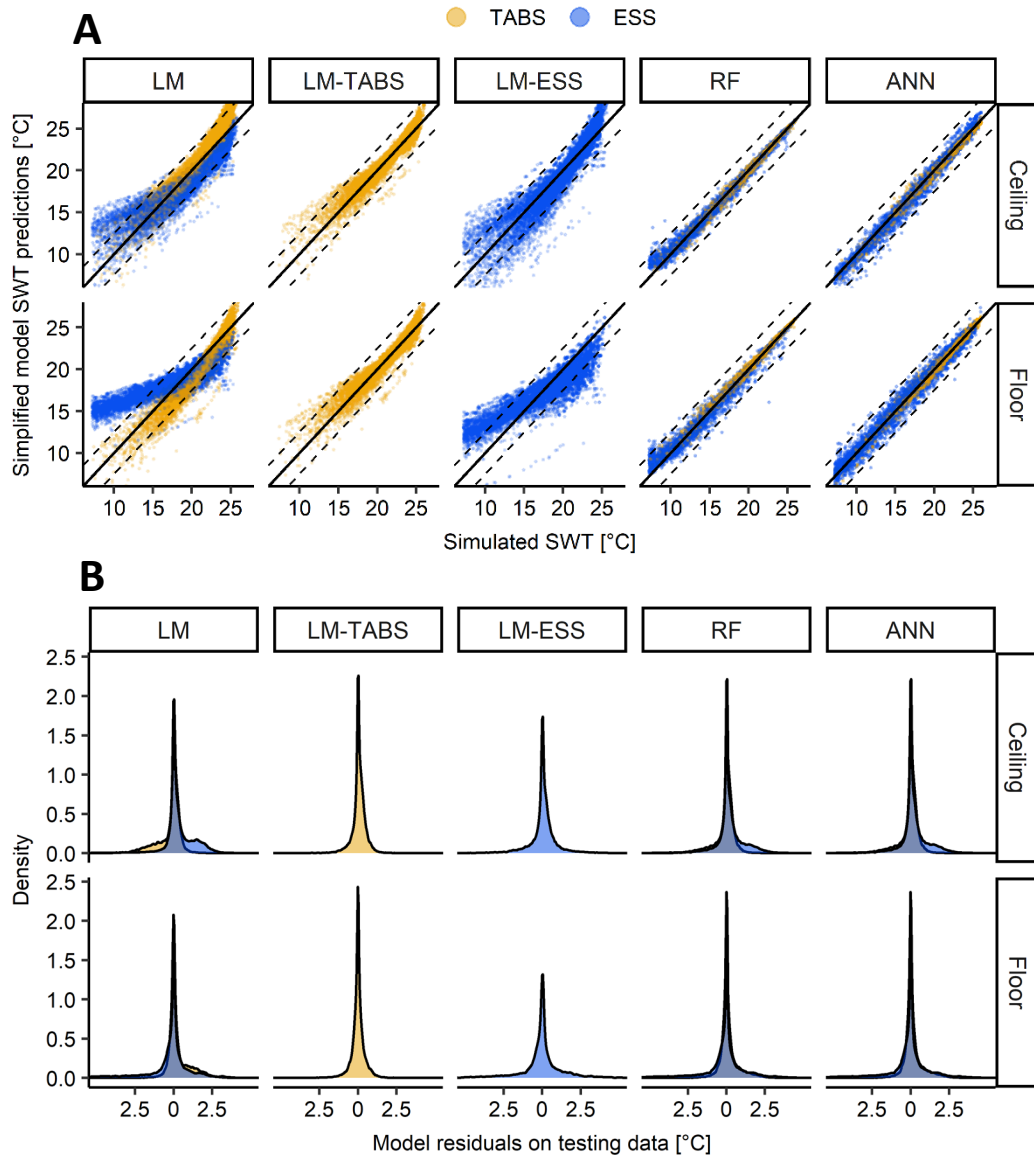 TABS ESS
A
LM LM-TABS LM-ESS RF ANN
Simplified model SWT predictions [°C]
25
20
15
10
Ceiling
25
20
15
10
Floor
10 15 20 25 10 15 20 25 10 15 20 25 10 15 20 25 10 15 20 25
Simulated SWT [°C]
B
LM LM-TABS LM-ESS RF ANN
Density
2.5
2.0
1.5
1.0
0.5
0.0
Ceiling
2.5
2.0
1.5
1.0
0.5
0.0
Floor
2.5 0 2.5 2.5 0 2.5 2.5 0 2.5 2.5 0 2.5 2.5 0 2.5
Model residuals on testing data [°C]